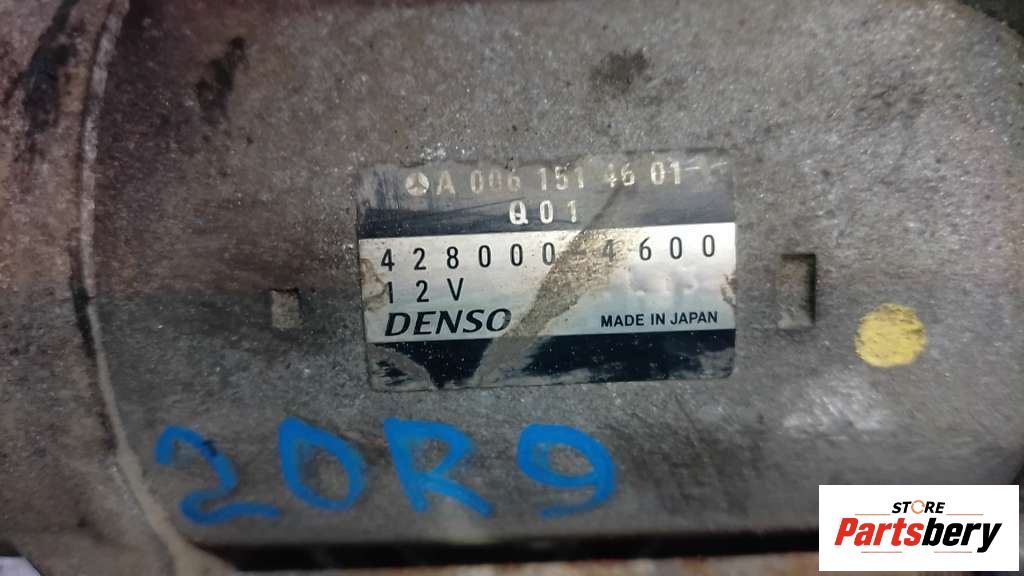 A 006 151 46 01
Q01
428000-4600
12V
DENSO
MADE IN JAPAN
20R9
STORE
Partsbery